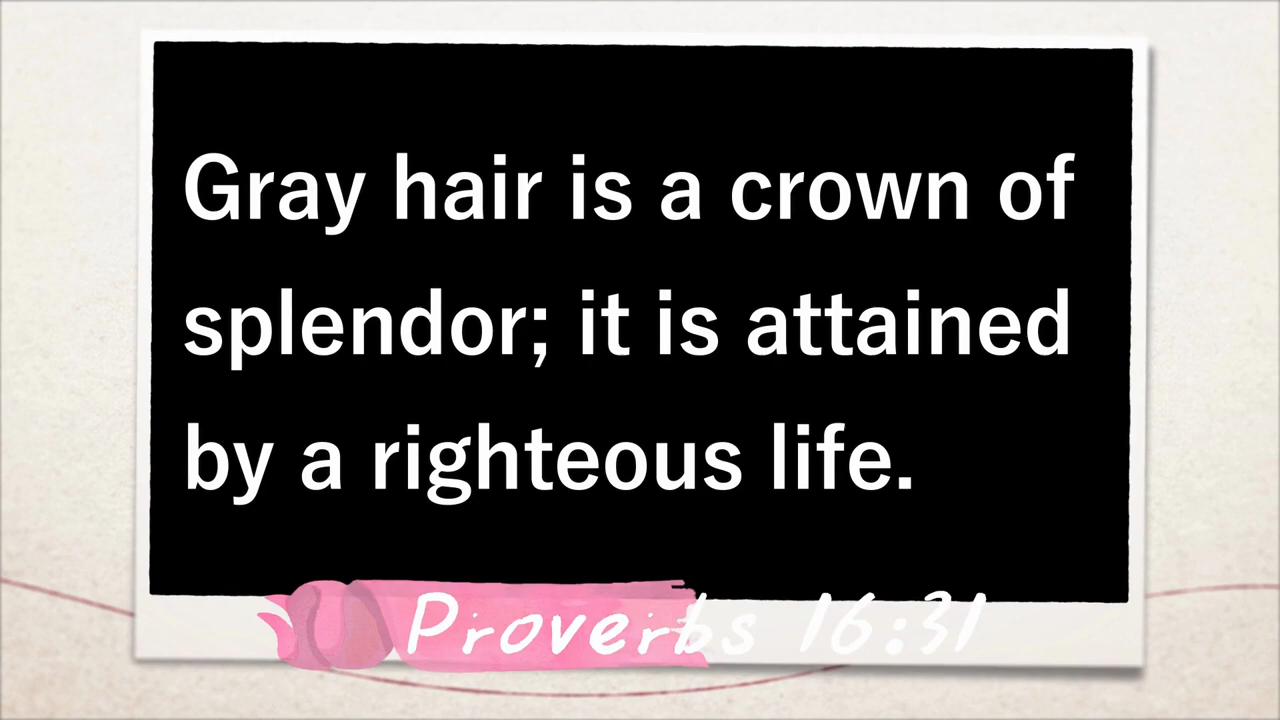 Gray hair is a crown of
splendor; it is attained
by a righteous life.
Proverbs 16:31